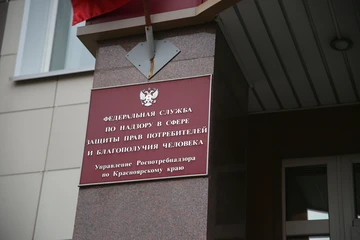 ФЕДЕРАЛЬНАЯ СЛУЖБА
ПО НАДЗОРУ В СФЕРЕ
ЗАЩИТЫ ПРАВ ПОТРЕБИТЕЛЕЙ
И БЛАГОПОЛУЧИЯ ЧЕЛОВЕКА
Управление Роспотребнадзора
по Красноярскому краю